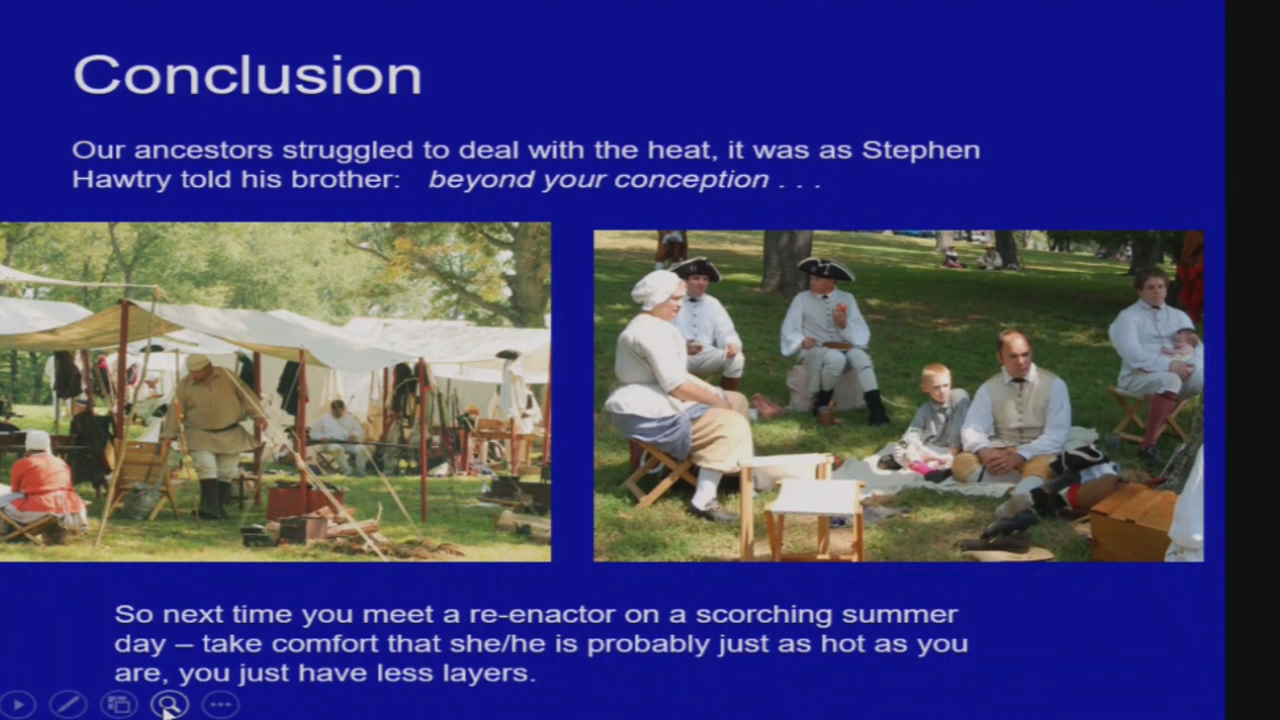 Conclusion
Our ancestors struggled to deal with the heat, it was as Stephen
Hawtry told his brother: beyond your conception . . .
So next time you meet a re-enactor on a scorching summer
day – take comfort that she/he is probably just as hot as you
are, you just have less layers.